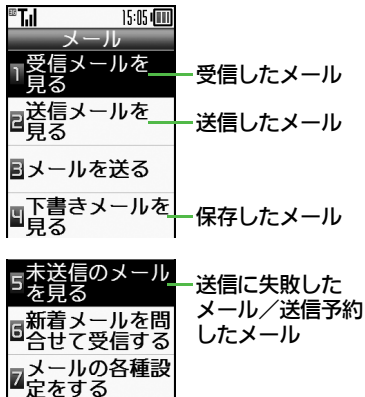 15:05
メール
1 受信メールを
見る
受信したメール
2 送信メールを
見る
送信したメール
3 メールを送る
4 下書きメールを
見る
保存したメール
5 未送信のメール
を見る
送信に失敗した
メール／送信予約
したメール
6 新着メールを問
合せて受信する
7 メールの各種設
定をする